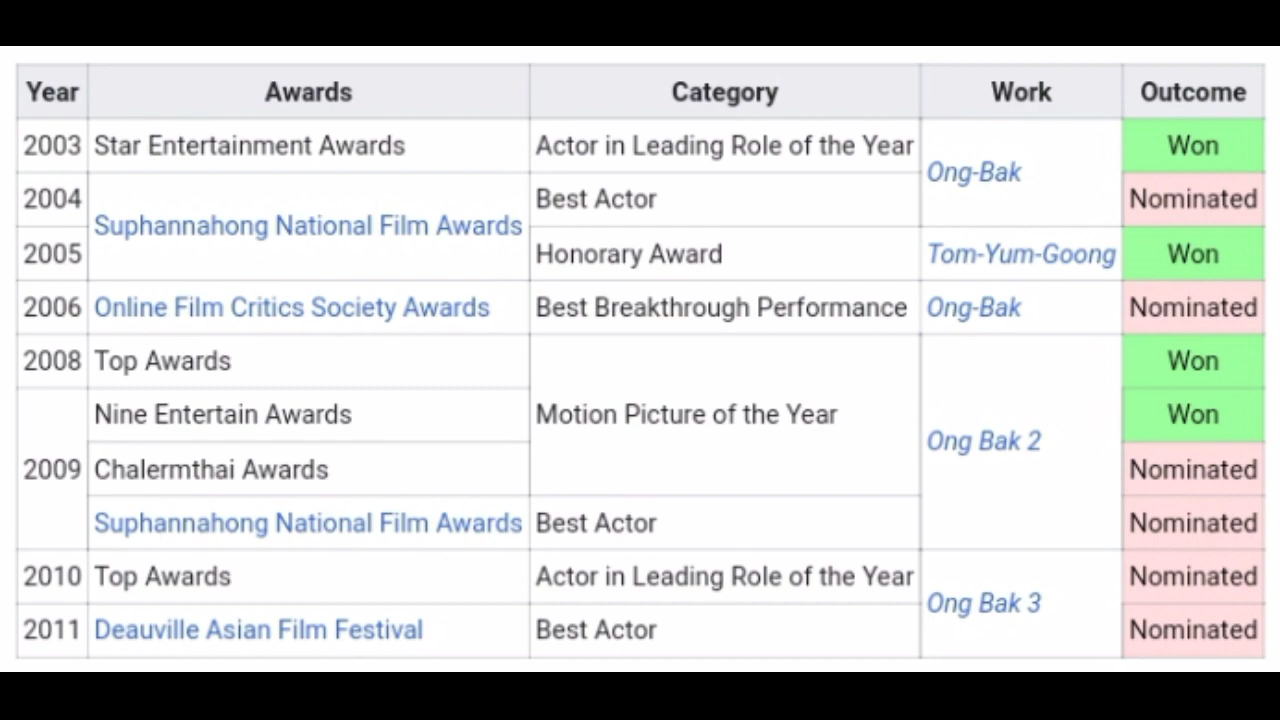 Year Awards Category Work Outcome
2003 Star Entertainment Awards Actor in Leading Role of the Year Ong-Bak Won
2004 Suphannahong National Film Awards Best Actor Nominated
2005 Honorary Award Tom-Yum-Goong Won
2006 Online Film Critics Society Awards Best Breakthrough Performance Ong-Bak Nominated
2008 Top Awards Motion Picture of the Year Ong Bak 2 Won
2009 Nine Entertain Awards Won
Chalermthai Awards Nominated
Suphannahong National Film Awards Best Actor Nominated
2010 Top Awards Actor in Leading Role of the Year Ong Bak 3 Nominated
2011 Deauville Asian Film Festival Best Actor Nominated